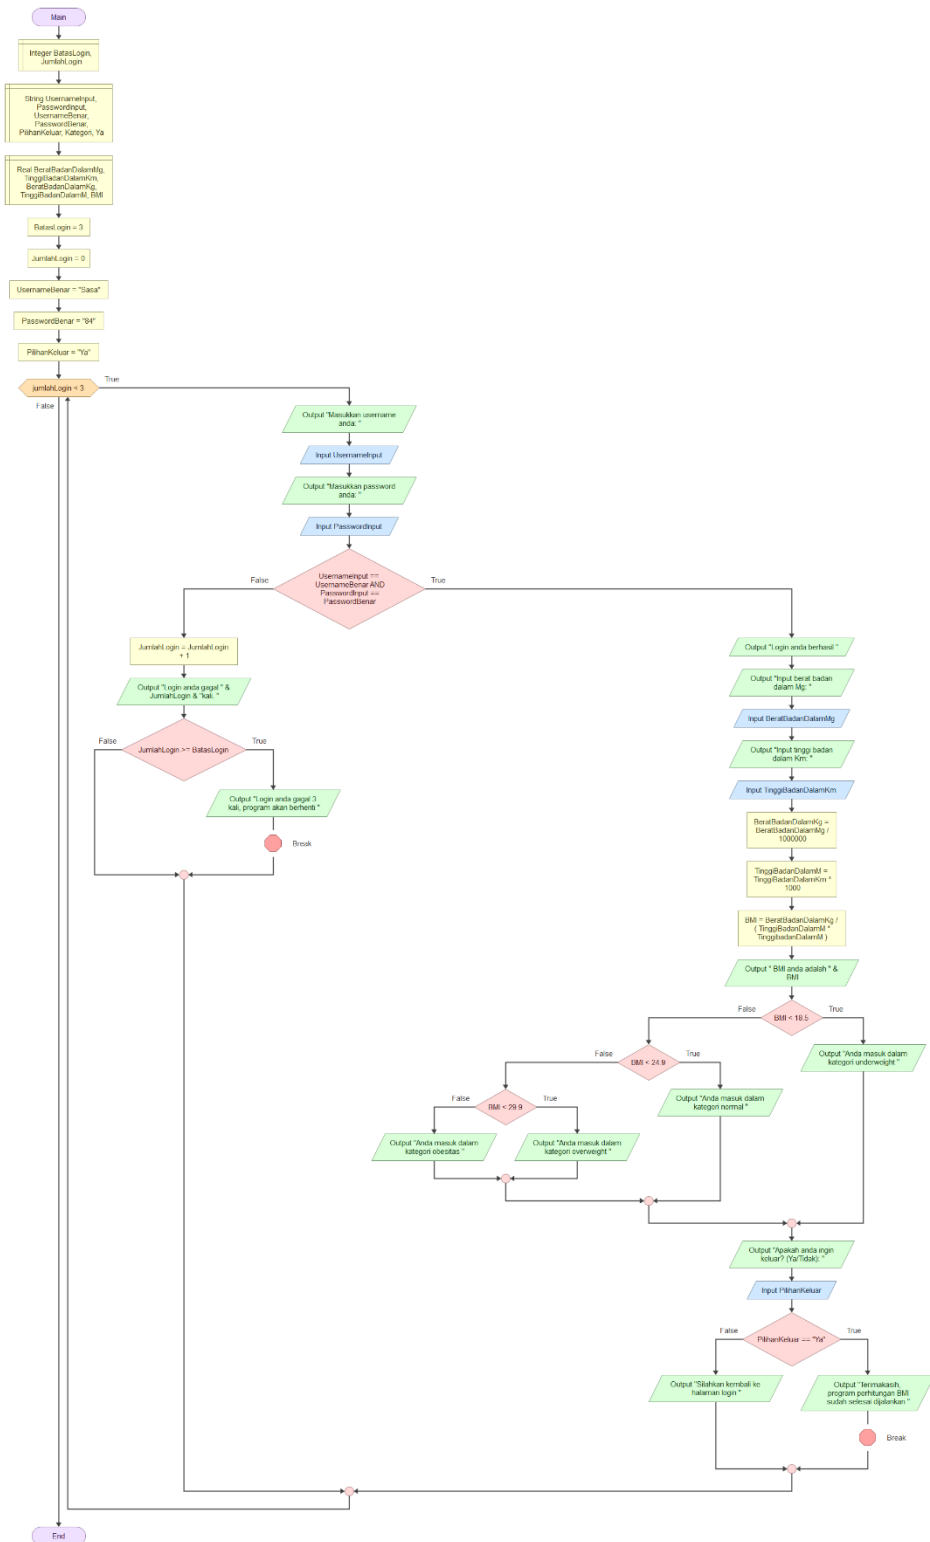 Main
Integer BatasLogin,
JumlahLogin
String UsernameInput,
PasswordInput,
UsernameBenar,
PasswordBenar,
PilihanKeluar, Kategori, Ya
Real BeratBadanDalamMg,
TinggiBadanDalamKm,
BeratBadanDalamKg,
TinggiBadanDalamM, BMI
BatasLogin = 3
JumlahLogin = 0
UsernameBenar = "Sasa"
PasswordBenar = "84"
PilihanKeluar = "Ya"
jumlahLogin < 3
True
False
Output "Masukkan username
anda: "
Input UsernameInput
Output "Masukkan password
anda: "
Input PasswordInput
UsernameInput ==
UsernameBenar AND
PasswordInput ==
PasswordBenar
False
True
JumlahLogin = JumlahLogin
+ 1
Output "Login anda gagal " &
JumlahLogin & "kali. "
JumlahLogin >= BatasLogin
False
True
Output "Login anda gagal 3
kali, program akan berhenti "
Break
Output "Login anda berhasil "
Output "Input berat badan
dalam Mg: "
Input BeratBadanDalamMg
Output "Input tinggi badan
dalam Km: "
Input TinggiBadanDalamKm
BeratBadanDalamKg =
BeratBadanDalamMg /
1000000
TinggiBadanDalamM =
TinggiBadanDalamKm *
1000
BMI = BeratBadanDalamKg /
( TinggiBadanDalamM *
TinggibadanDalamM )
Output " BMI anda adalah " &
BMI
BMI < 18.5
False
True
Output "Anda masuk dalam
kategori underweight "
BMI < 24.9
False
True
Output "Anda masuk dalam
kategori normal "
BMI < 29.9
False
True
Output "Anda masuk dalam
kategori obesitas "
Output "Anda masuk dalam
kategori overweight "
Output "Apakah anda ingin
keluar? (Ya/Tidak): "
Input PilihanKeluar
PilihanKeluar == "Ya"
False
True
Output "Silahkan kembali ke
halaman login "
Output "Terimakasih,
program perhitungan BMI
sudah selesai dijalankan "
Break
End